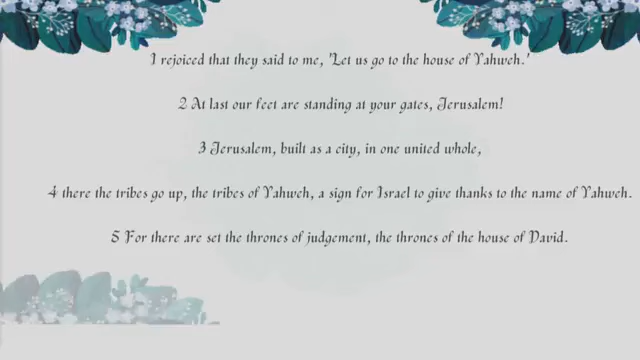 I rejoiced that they said to me, 'Let us go to the house of Yahweh.'
2 At last our feet are standing at your gates, Jerusalem!
3 Jerusalem, built as a city, in one united whole,
4 there the tribes go up, the tribes of Yahweh, a sign for Israel to give thanks to the name of Yahweh.
5 For there are set the thrones of judgement, the thrones of the house of David.